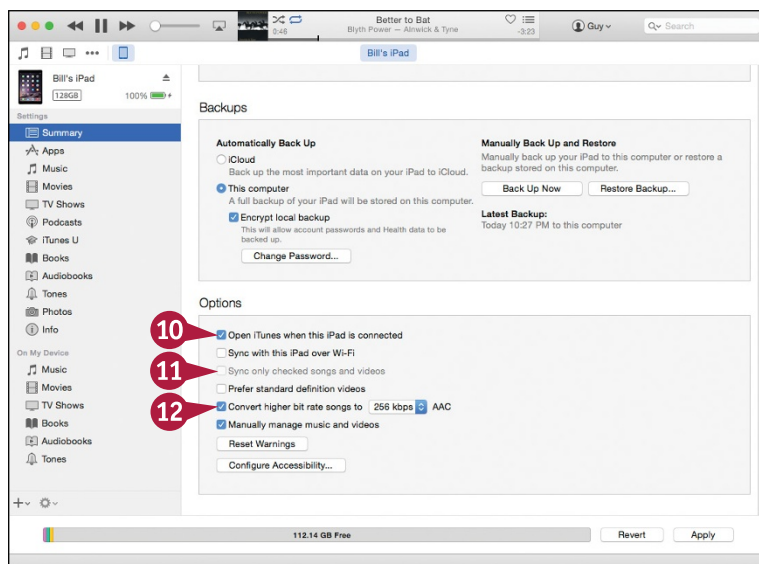 Better to Bat
0:46
Blyth Power — Alnwick & Tyne
-3:23
Guy
Search
Bill's iPad
Bill's iPad
128GB
100%
Settings
Summary
Apps
Music
Movies
TV Shows
Podcasts
iTunes U
Books
Audiobooks
Tones
Photos
Info
On My Device
Music
Movies
TV Shows
Books
Audiobooks
Tones
Backups
Automatically Back Up
iCloud
Back up the most important data on your iPad to iCloud.
This computer
A full backup of your iPad will be stored on this computer.
Encrypt local backup
This will allow account passwords and Health data to be
backed up.
Change Password...
Manually Back Up and Restore
Manually back up your iPad to this computer or restore a
backup stored on this computer.
Back Up Now
Restore Backup...
Latest Backup:
Today 10:27 PM to this computer
Options
10
Open iTunes when this iPad is connected
Sync with this iPad over Wi-Fi
11
Sync only checked songs and videos
Prefer standard definition videos
12
Convert higher bit rate songs to 256 kbps AAC
Manually manage music and videos
Reset Warnings
Configure Accessibility...
112.14 GB Free
Revert
Apply